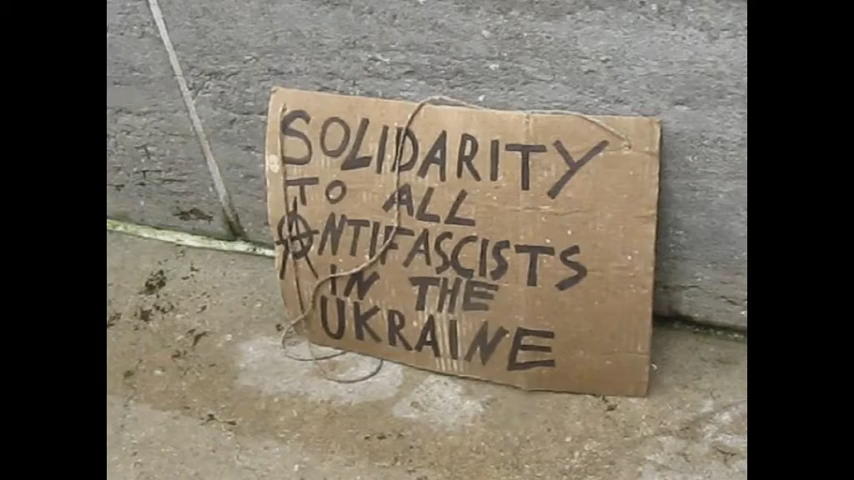 SOLIDARITY
TO ALL
ANTIFASCISTS
IN THE
UKRAINE